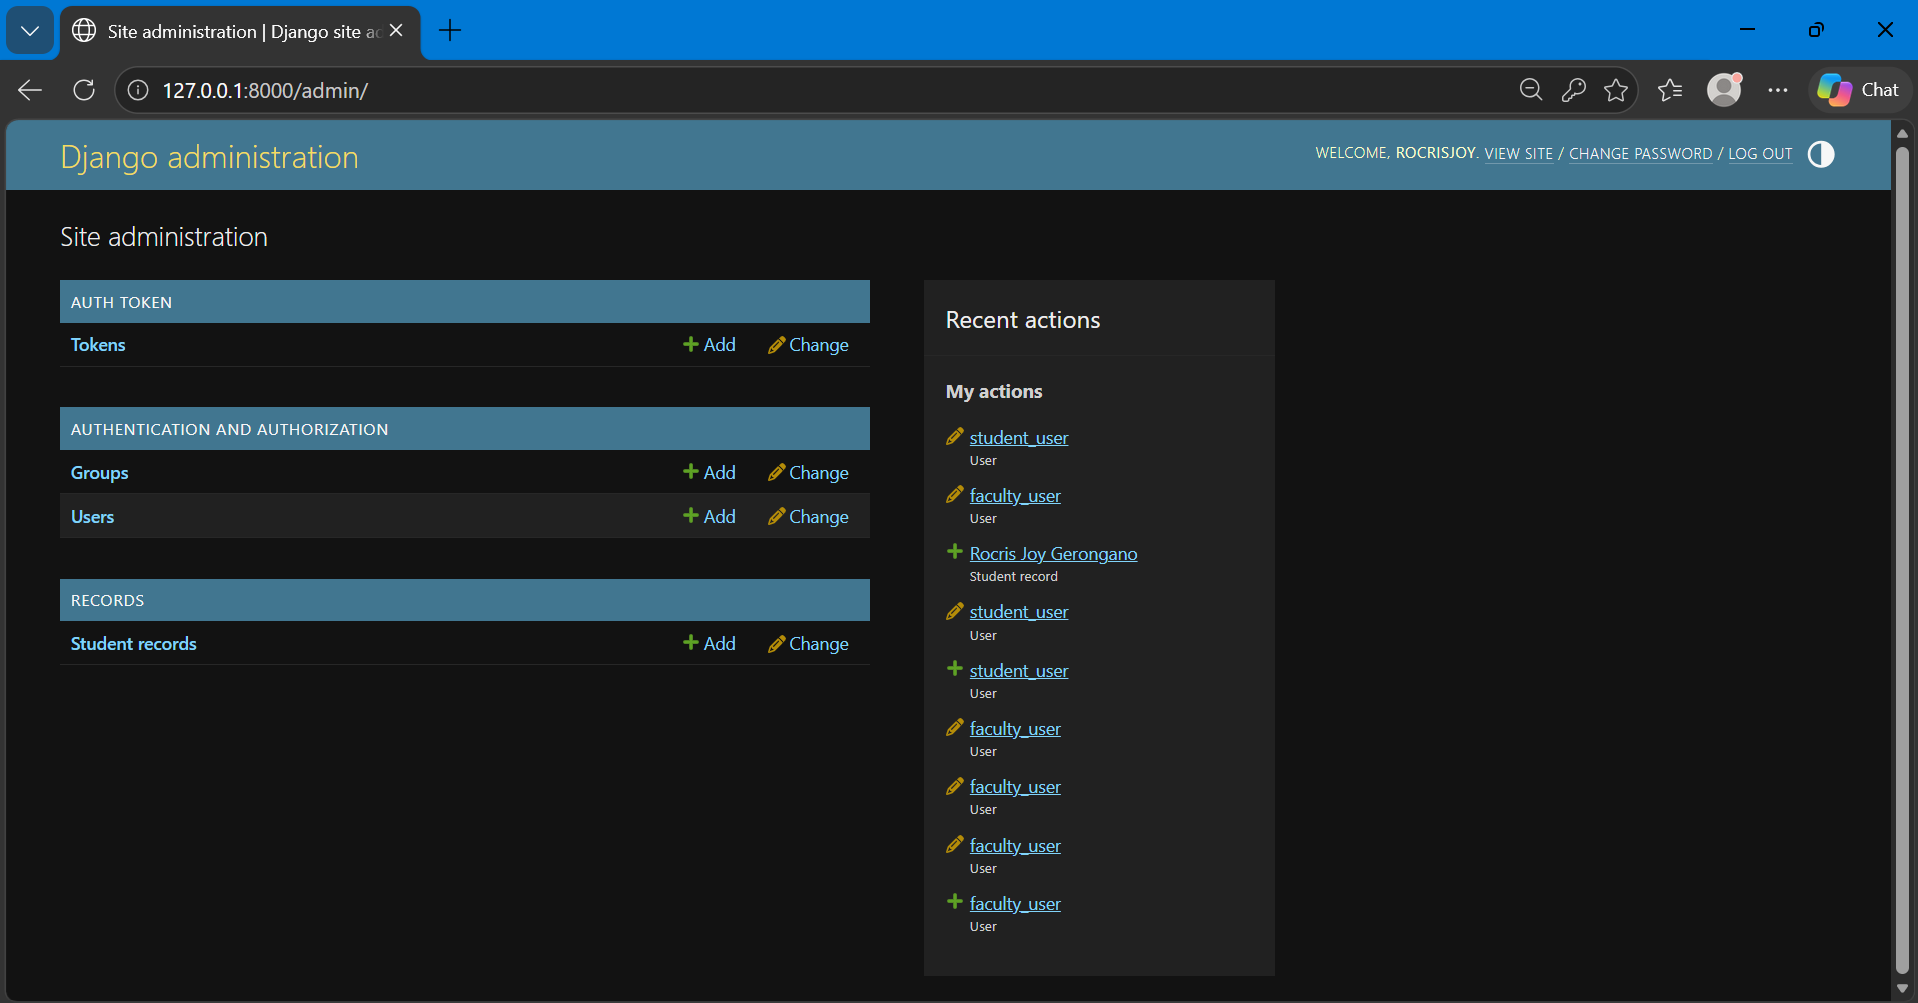 Site administration | Django site ad
127.0.0.1:8000/admin/
Chat
Django administration
WELCOME, ROCRISJOY. VIEW SITE / CHANGE PASSWORD / LOG OUT
Site administration
AUTH TOKEN
Tokens Add Change
AUTHENTICATION AND AUTHORIZATION
Groups Add Change
Users Add Change
RECORDS
Student records Add Change
Recent actions
My actions
student_user
User
faculty_user
User
Rocris Joy Gerongano
Student record
student_user
User
student_user
User
faculty_user
User
faculty_user
User
faculty_user
User
faculty_user
User